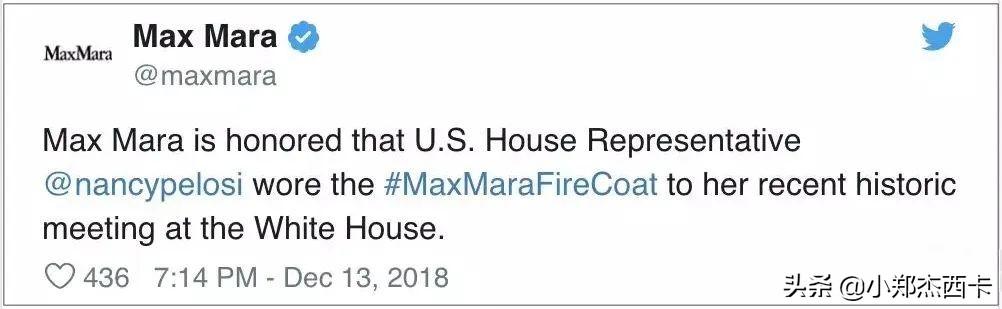 MaxMara
Max Mara
@maxmara
Max Mara is honored that U.S. House Representative
@nancypelosi wore the #MaxMaraFireCoat to her recent historic
meeting at the White House.
436 7:14 PM - Dec 13, 2018
头条 @小郑杰西卡